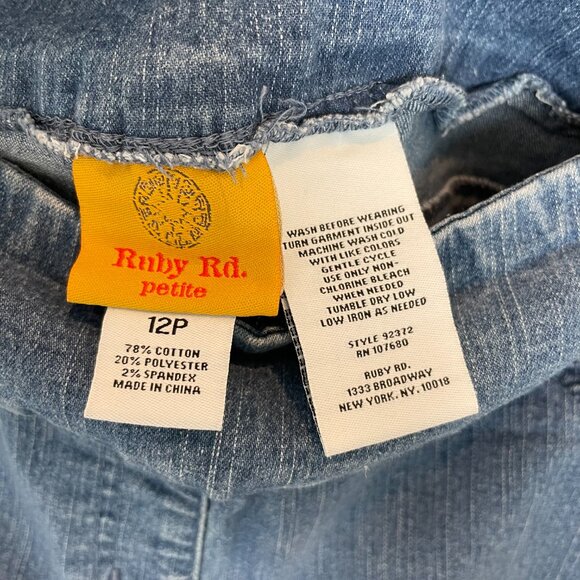 Ruby Rd.
petite
12P
78% COTTON
20% POLYESTER
2% SPANDEX
MADE IN CHINA
WASH BEFORE WEARING
TURN GARMENT INSIDE OUT
MACHINE WASH COLD
WITH LIKE COLORS
GENTLE CYCLE
USE ONLY NON-
CHLORINE BLEACH
WHEN NEEDED
TUMBLE DRY LOW
LOW IRON AS NEEDED
STYLE 92372
RN 107680
RUBY RD.
1333 BROADWAY
NEW YORK, NY, 10018